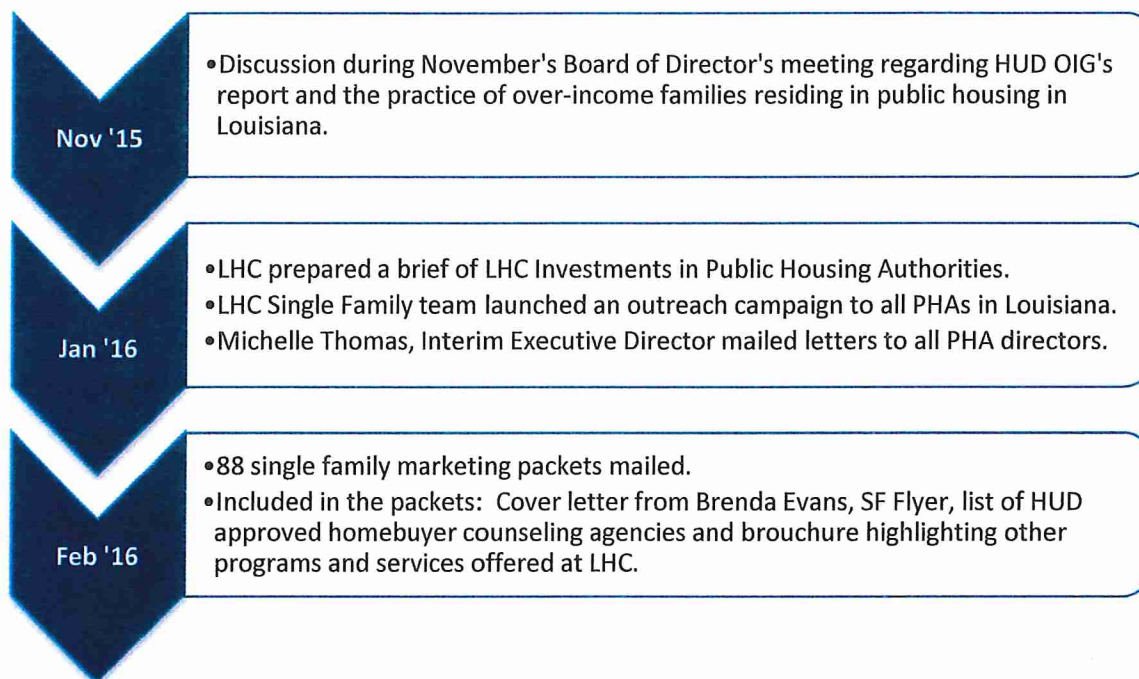 Nov '15
•Discussion during November's Board of Director's meeting regarding HUD OIG's
report and the practice of over-income families residing in public housing in
Louisiana.
Jan '16
•LHC prepared a brief of LHC Investments in Public Housing Authorities.
•LHC Single Family team launched an outreach campaign to all PHAs in Louisiana.
•Michelle Thomas, Interim Executive Director mailed letters to all PHA directors.
Feb '16
•88 single family marketing packets mailed.
•Included in the packets:  Cover letter from Brenda Evans, SF Flyer, list of HUD
approved homebuyer counseling agencies and brouchure highlighting other
programs and services offered at LHC.